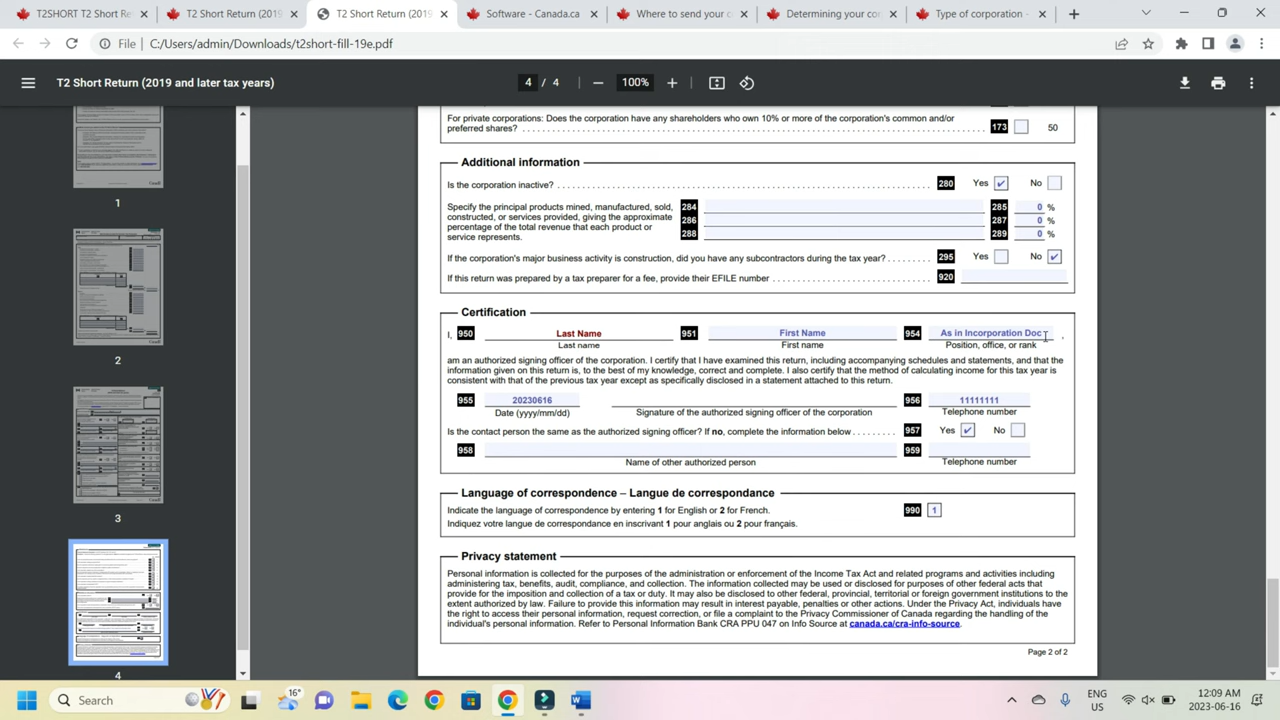 T2SHORT T2 Short Ret
T2 Short Return (2019
T2 Short Return (2019
Software - Canada.ca
Where to send your c
Determining your co
Type of corporation -
File C:/Users/admin/Downloads/t2short-fill-19e.pdf
T2 Short Return (2019 and later tax years)
4 / 4
100%
1
2
3
4
For private corporations: Does the corporation have any shareholders who own 10% or more of the corporation's common and/or
preferred shares? 173 50
Additional information
Is the corporation inactive? 280 Yes ✔ No
Specify the principal products mined, manufactured, sold, 284 285 0 %
constructed, or services provided, giving the approximate 286 287 0 %
percentage of the total revenue that each product or 288 289 0 %
service represents.
If the corporation's major business activity is construction, did you have any subcontractors during the tax year? 295 Yes No ✔
If this return was prepared by a tax preparer for a fee, provide their EFILE number 920
Certification
I, 950 Last Name 951 First Name 954 As in Incorporation Doc ,
Last name First name Position, office, or rank
am an authorized signing officer of the corporation. I certify that I have examined this return, including accompanying schedules and statements, and that the
information given on this return is, to the best of my knowledge, correct and complete. I also certify that the method of calculating income for this tax year is
consistent with that of the previous tax year except as specifically disclosed in a statement attached to this return.
955 20230616 956 11111111
Date (yyyy/mm/dd) Signature of the authorized signing officer of the corporation Telephone number
Is the contact person the same as the authorized signing officer? If no, complete the information below 957 Yes ✔ No
958 959
Name of other authorized person Telephone number
Language of correspondence – Langue de correspondance
Indicate the language of correspondence by entering 1 for English or 2 for French. 990 1
Indiquez votre langue de correspondance en inscrivant 1 pour anglais ou 2 pour français.
Privacy statement
Personal information is collected for the purposes of the administration or enforcement of the Income Tax Act and related programs and activities including
administering tax, benefits, audit, compliance, and collection. The information collected may be used or disclosed for purposes of other federal acts that
provide for the imposition and collection of a tax or duty. It may also be disclosed to other federal, provincial, territorial or foreign government institutions to the
extent authorized by law. Failure to provide this information may result in interest payable, penalties or other actions. Under the Privacy Act, individuals have
the right to access their personal information, request correction, or file a complaint to the Privacy Commissioner of Canada regarding the handling of the
individual's personal information. Refer to Personal Information Bank CRA PPU 047 on Info Source at canada.ca/cra-info-source.
Page 2 of 2
Search
16°
ENG
US
12:09 AM
2023-06-16